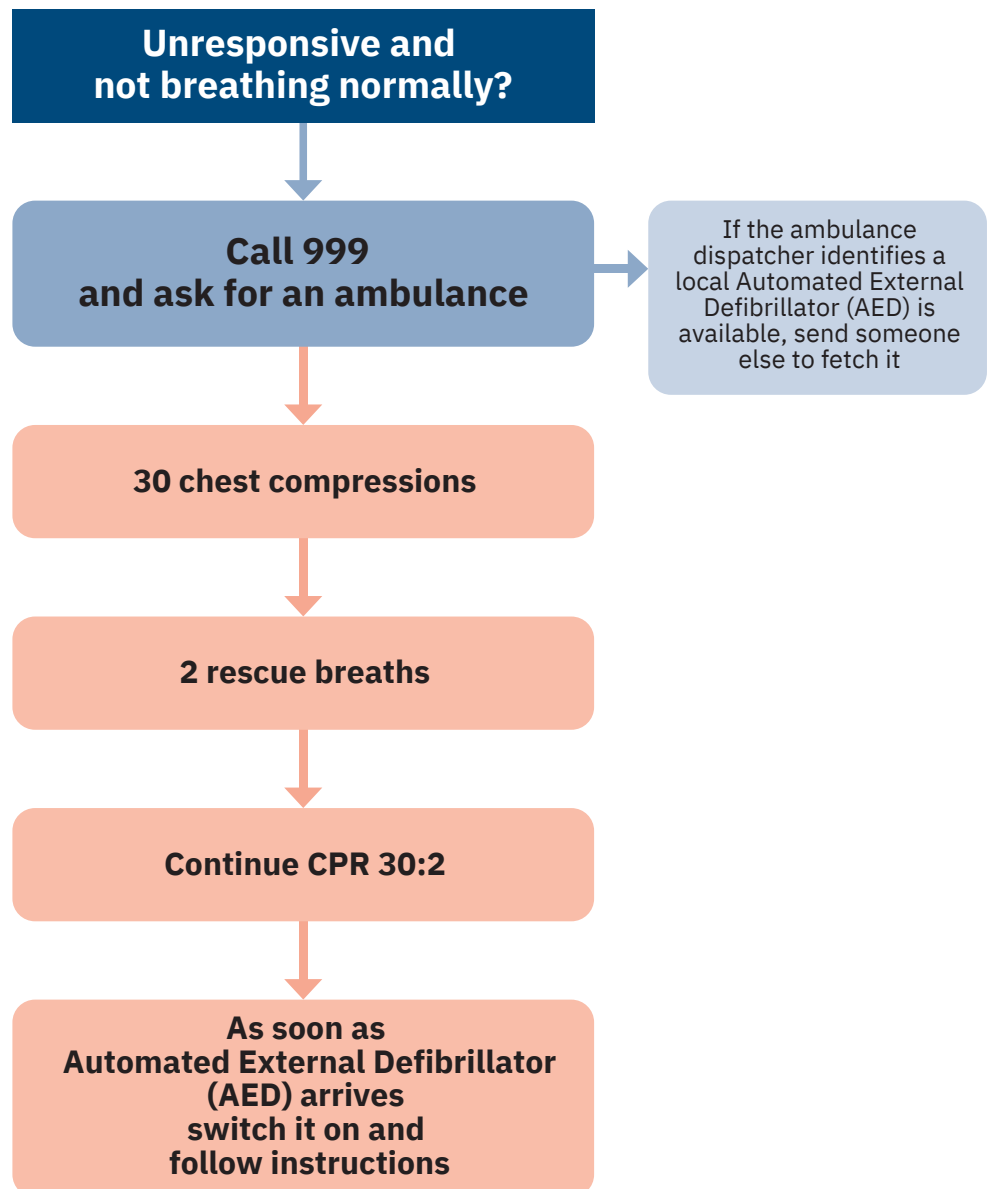 Unresponsive and
not breathing normally?
Call 999
and ask for an ambulance
If the ambulance
dispatcher identifies a
local Automated External
Defibrillator (AED) is
available, send someone
else to fetch it
30 chest compressions
2 rescue breaths
Continue CPR 30:2
As soon as
Automated External Defibrillator
(AED) arrives
switch it on and
follow instructions